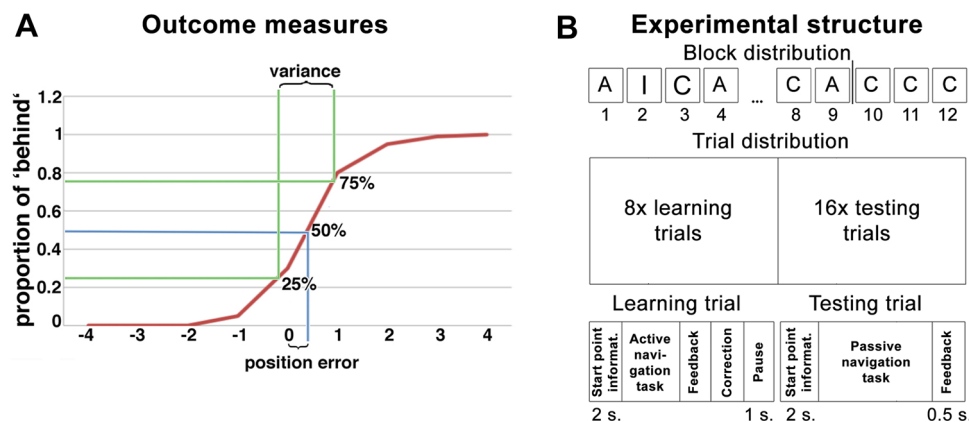 A Outcome measures
variance
proportion of 'behind'
1.2
1
0.8
0.6
0.4
0.2
0
75%
50%
25%
-4 -3 -2 -1 0 1 2 3 4
position error
B Experimental structure
Block distribution
A I C A ... C A C C C
1 2 3 4 8 9 10 11 12
Trial distribution
8x learning
trials
16x testing
trials
Learning trial
Start point
informat.
Active
navi-
gation
task
Feedback
Correction
Pause
2 s. 1 s.
Testing trial
Start point
informat.
Passive
navigation
task
Feedback
2 s. 0.5 s.